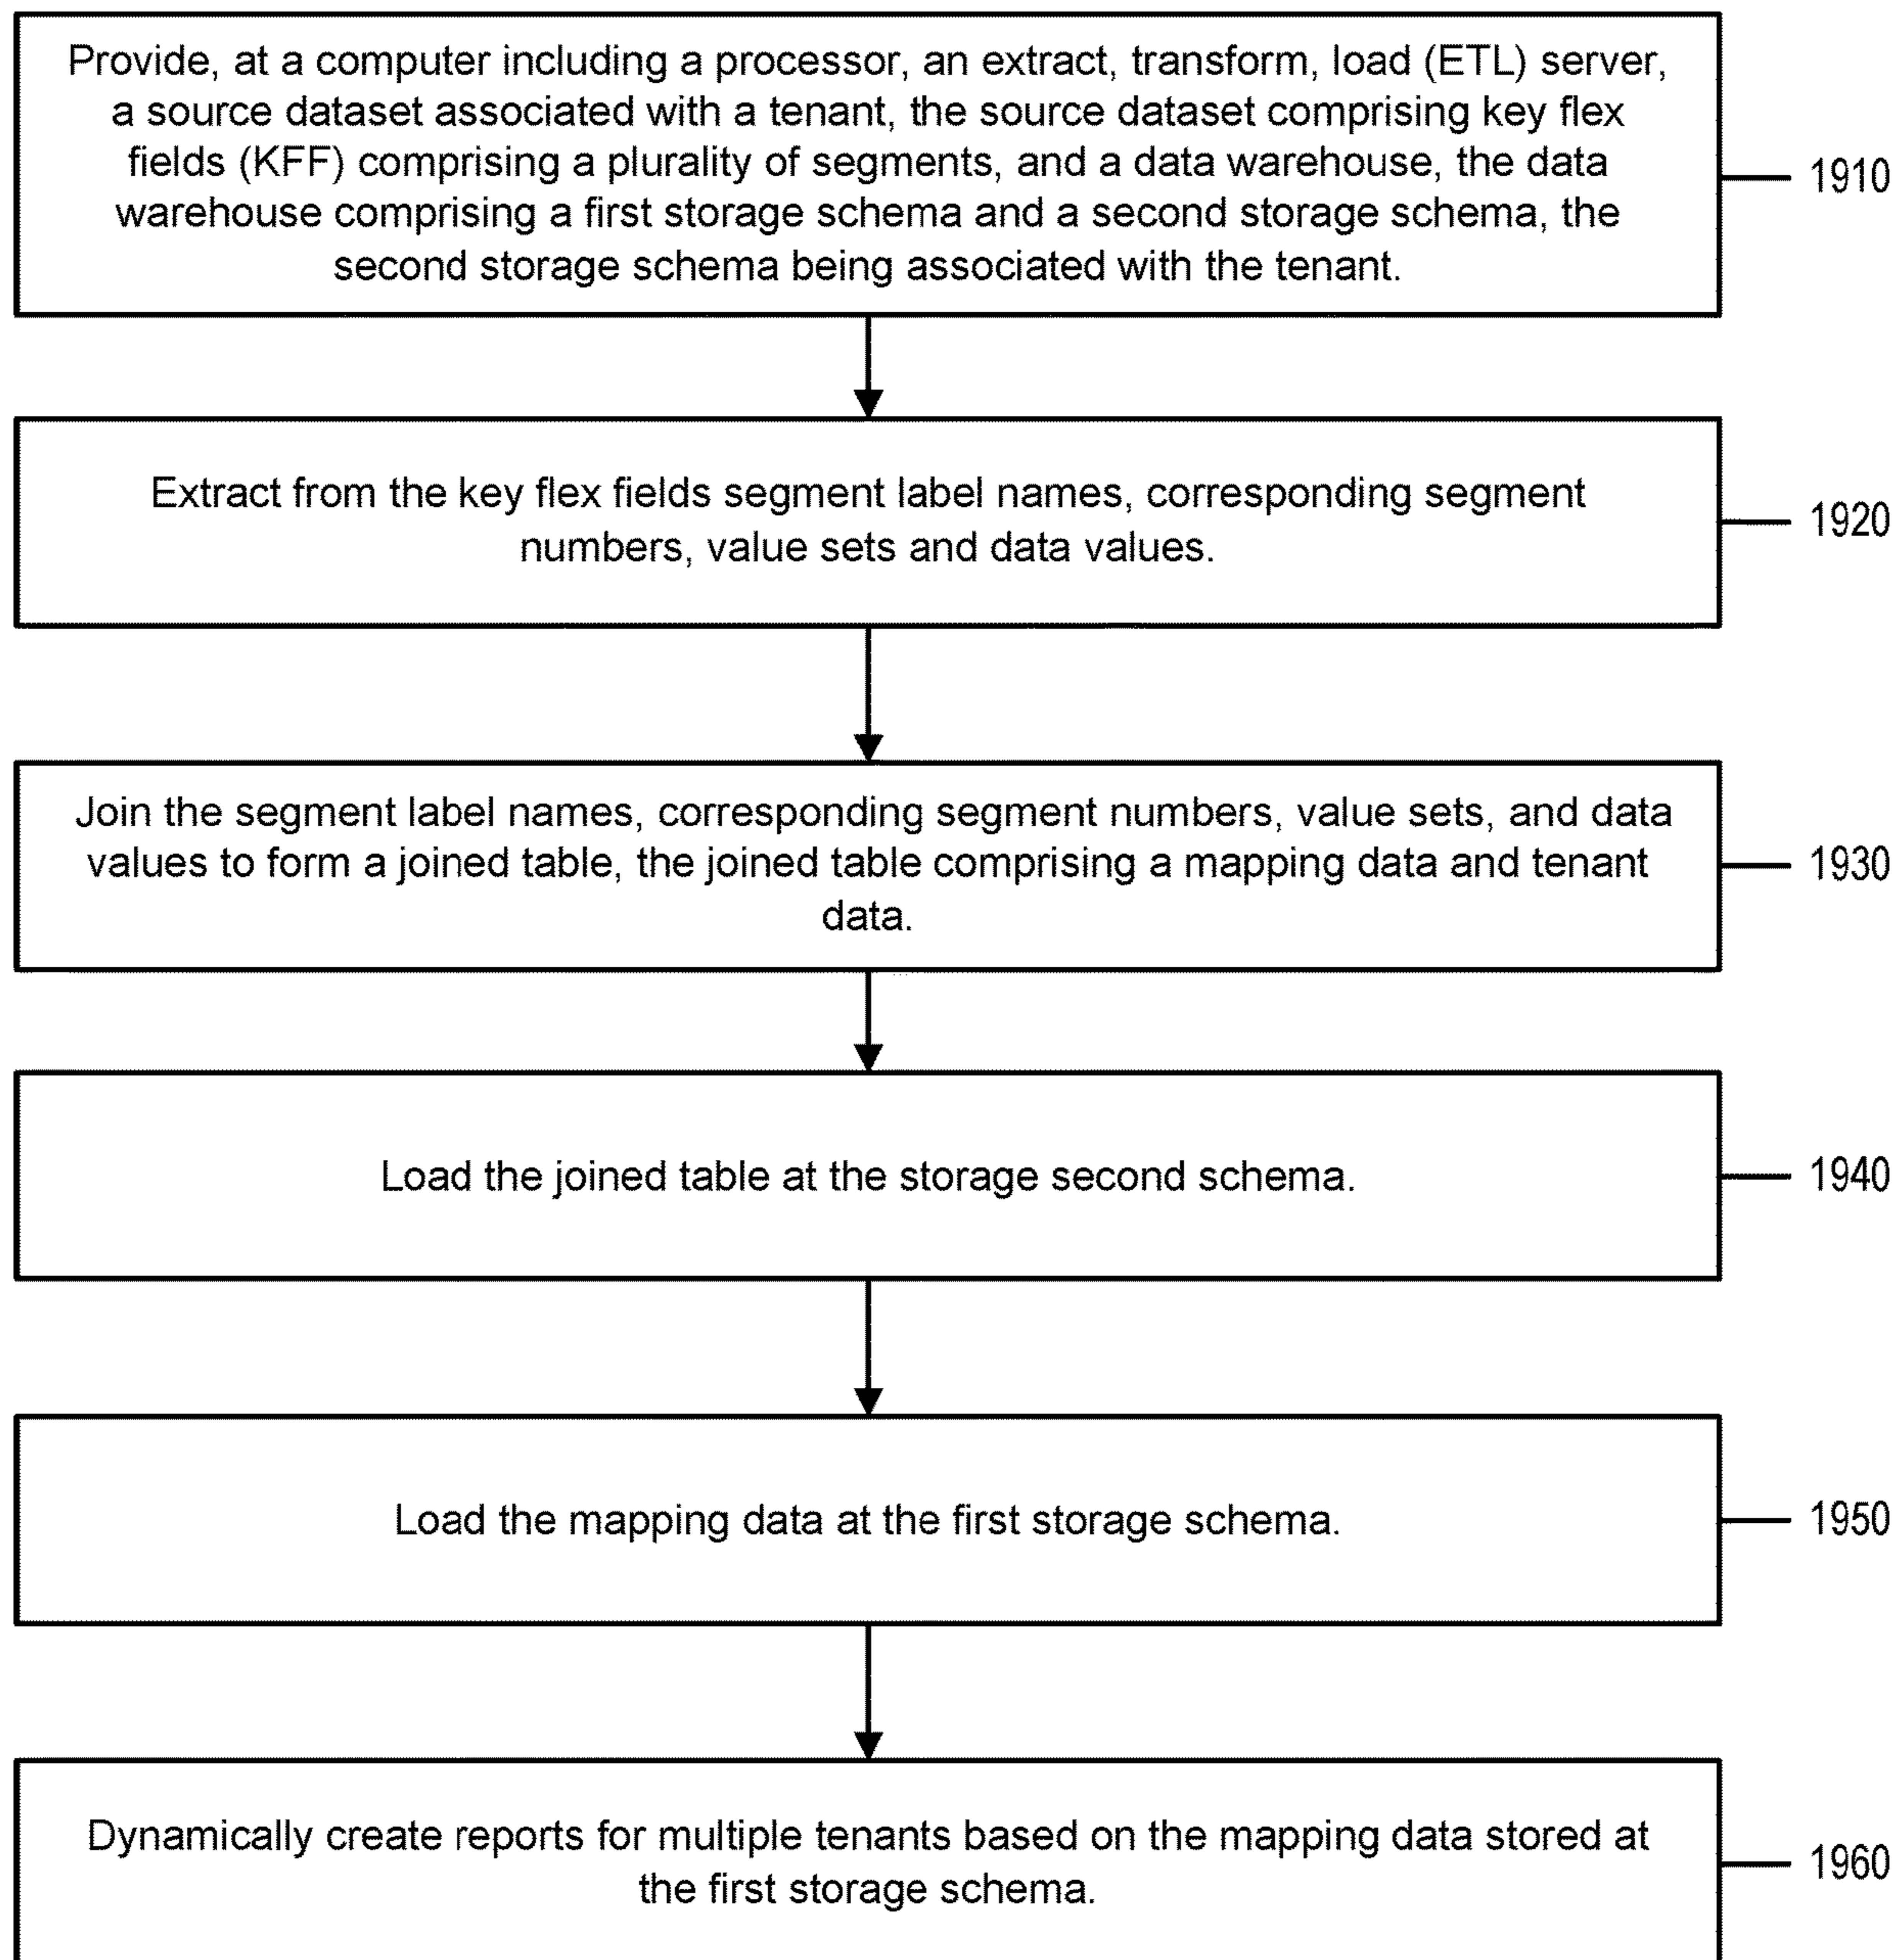 Provide, at a computer including a processor, an extract, transform, load (ETL) server,
a source dataset associated with a tenant, the source dataset comprising key flex
fields (KFF) comprising a plurality of segments, and a data warehouse, the data
warehouse comprising a first storage schema and a second storage schema, the
second storage schema being associated with the tenant.
1910
Extract from the key flex fields segment label names, corresponding segment
numbers, value sets and data values.
1920
Join the segment label names, corresponding segment numbers, value sets, and data
values to form a joined table, the joined table comprising a mapping data and tenant
data.
1930
Load the joined table at the storage second schema.
1940
Load the mapping data at the first storage schema.
1950
Dynamically create reports for multiple tenants based on the mapping data stored at
the first storage schema.
1960